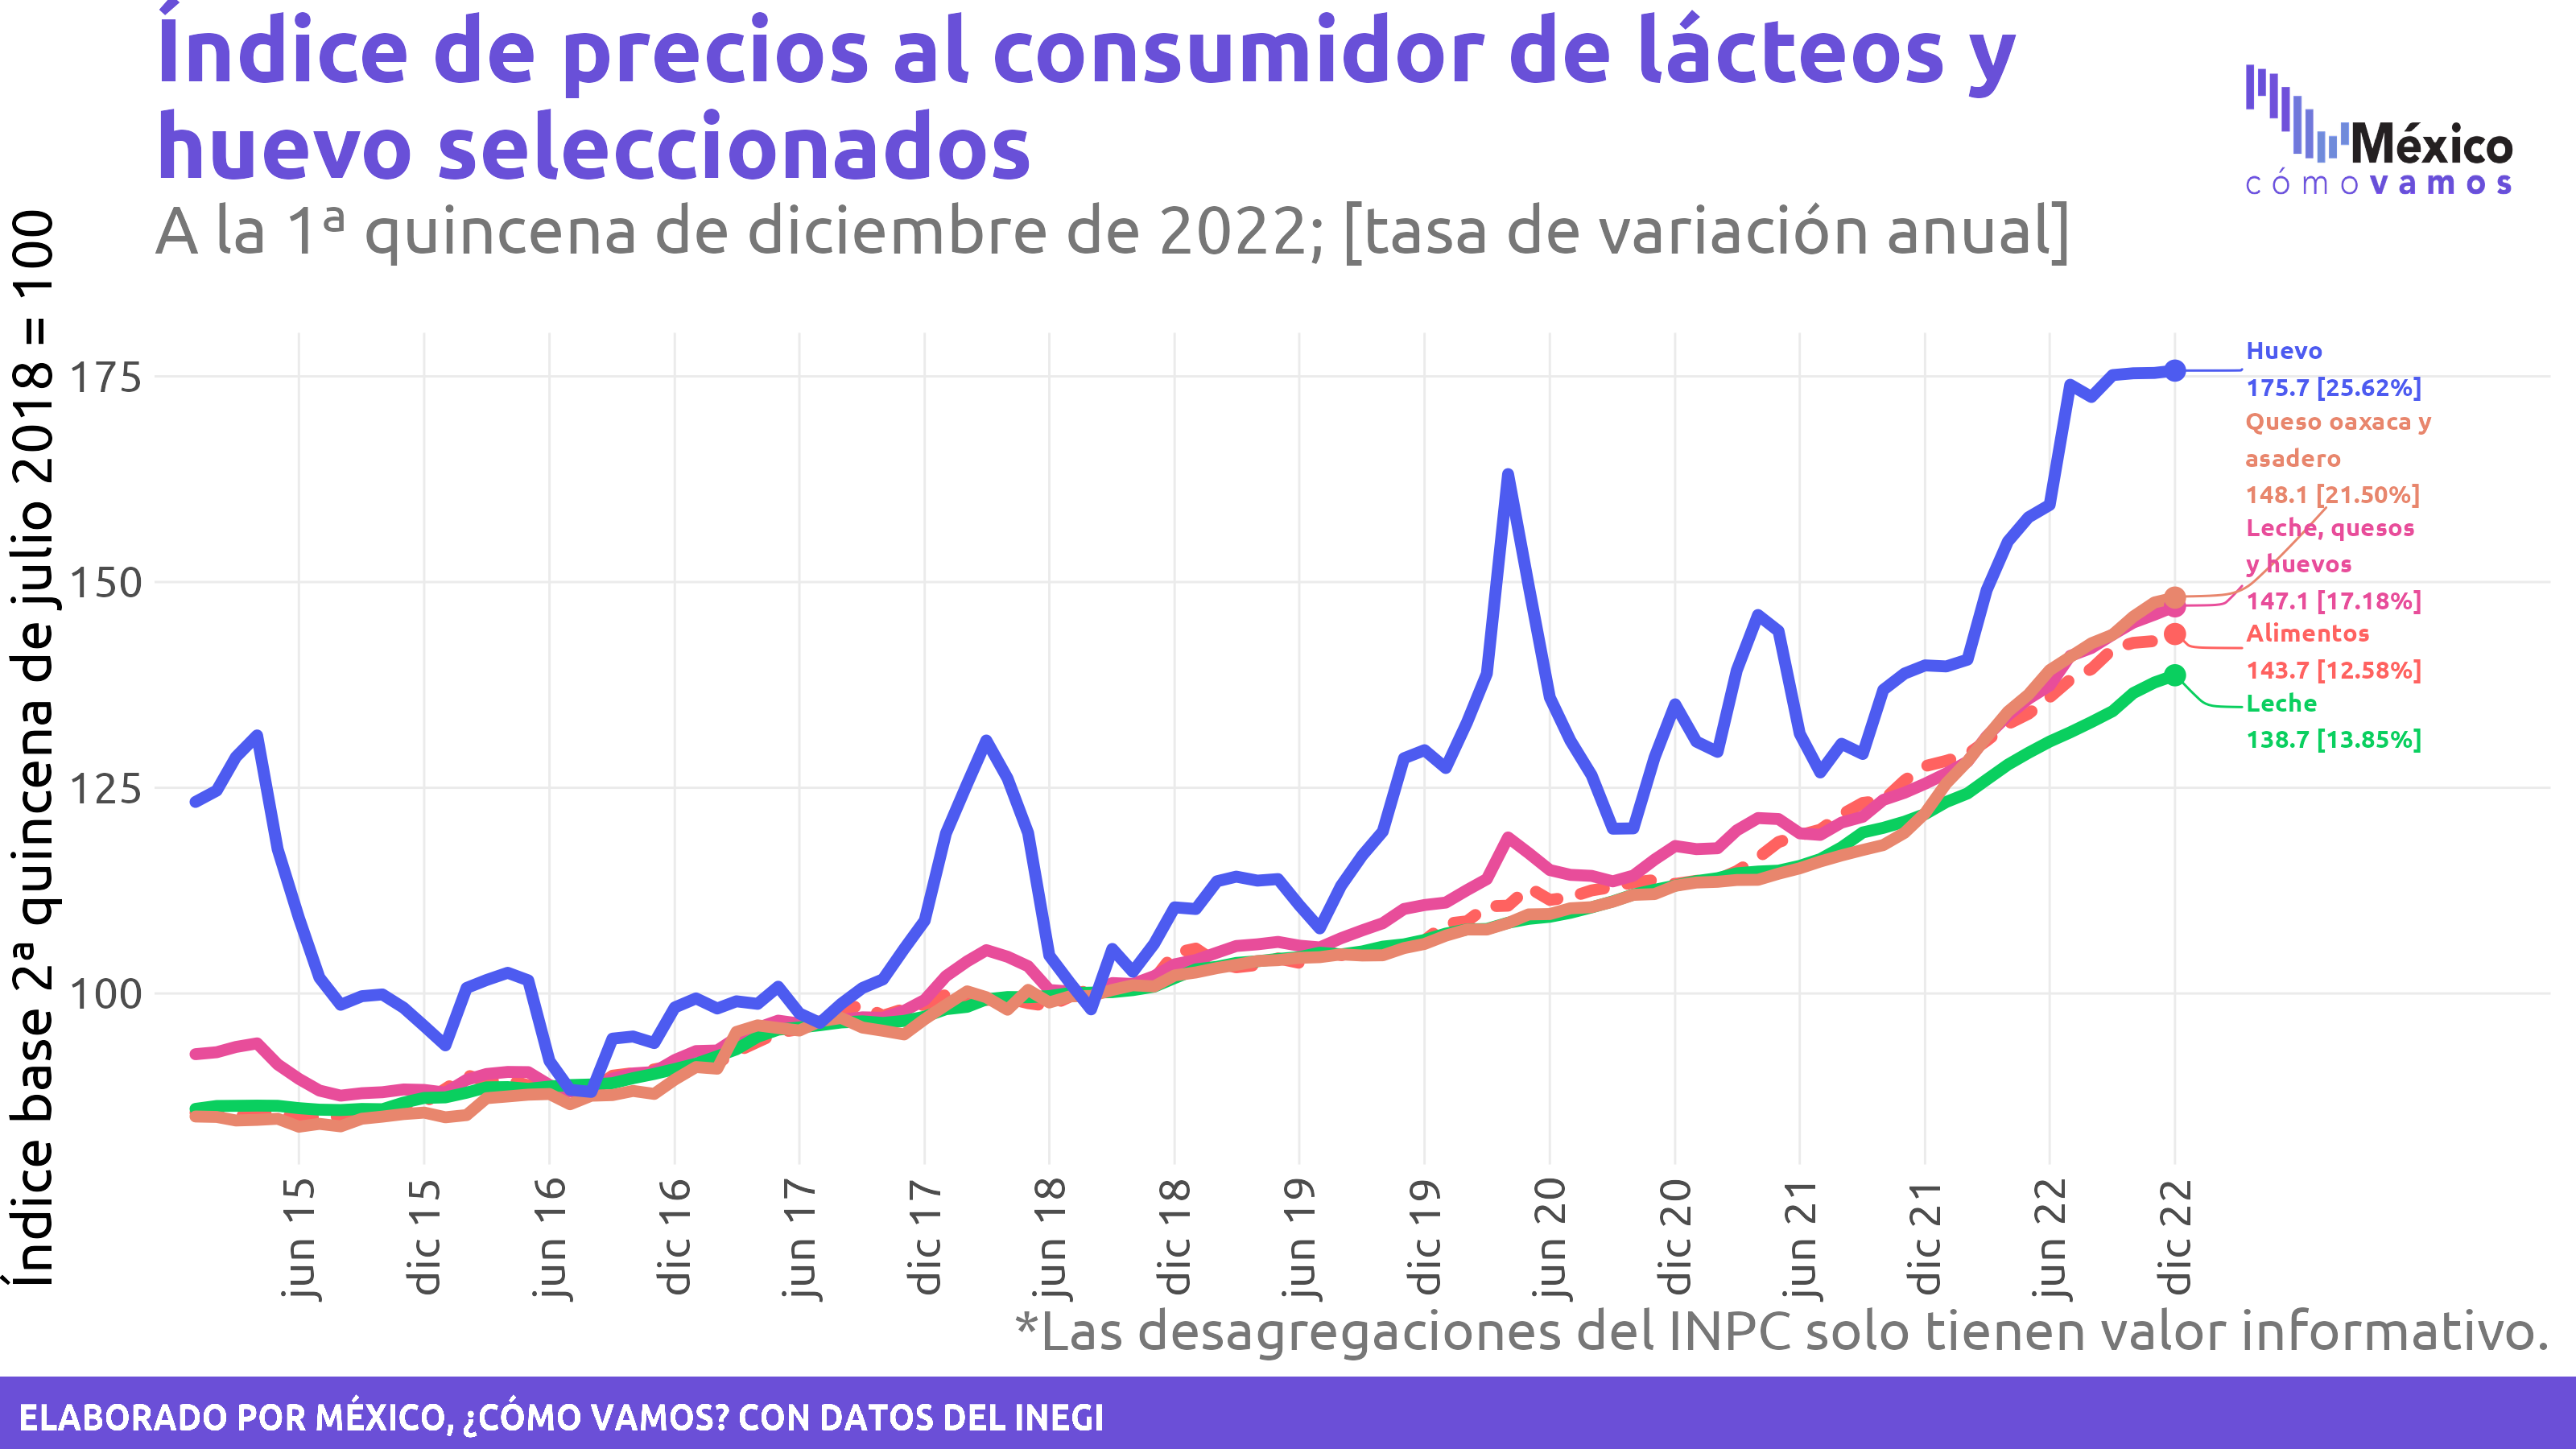 Índice de precios al consumidor de lácteos y
huevo seleccionados
A la 1ª quincena de diciembre de 2022; [tasa de variación anual]
México
cómo vamos
Índice base 2ª quincena de julio 2018 = 100
175
150
125
100
Huevo
175.7 [25.62%]
Queso oaxaca y
asadero
148.1 [21.50%]
Leche, quesos
y huevos
147.1 [17.18%]
Alimentos
143.7 [12.58%]
Leche
138.7 [13.85%]
jun 15
dic 15
jun 16
dic 16
jun 17
dic 17
jun 18
dic 18
jun 19
dic 19
jun 20
dic 20
jun 21
dic 21
jun 22
dic 22
*Las desagregaciones del INPC solo tienen valor informativo.
ELABORADO POR MÉXICO, ¿CÓMO VAMOS? CON DATOS DEL INEGI